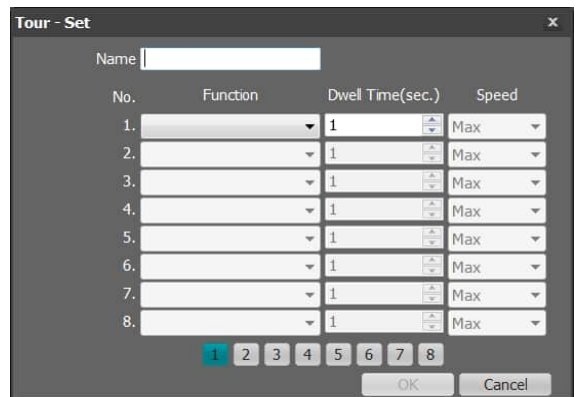 Tour - Set x
Name
No. Function Dwell Time(sec.) Speed
1. 1 Max
2. 1 Max
3. 1 Max
4. 1 Max
5. 1 Max
6. 1 Max
7. 1 Max
8. 1 Max
1 2 3 4 5 6 7 8
OK Cancel